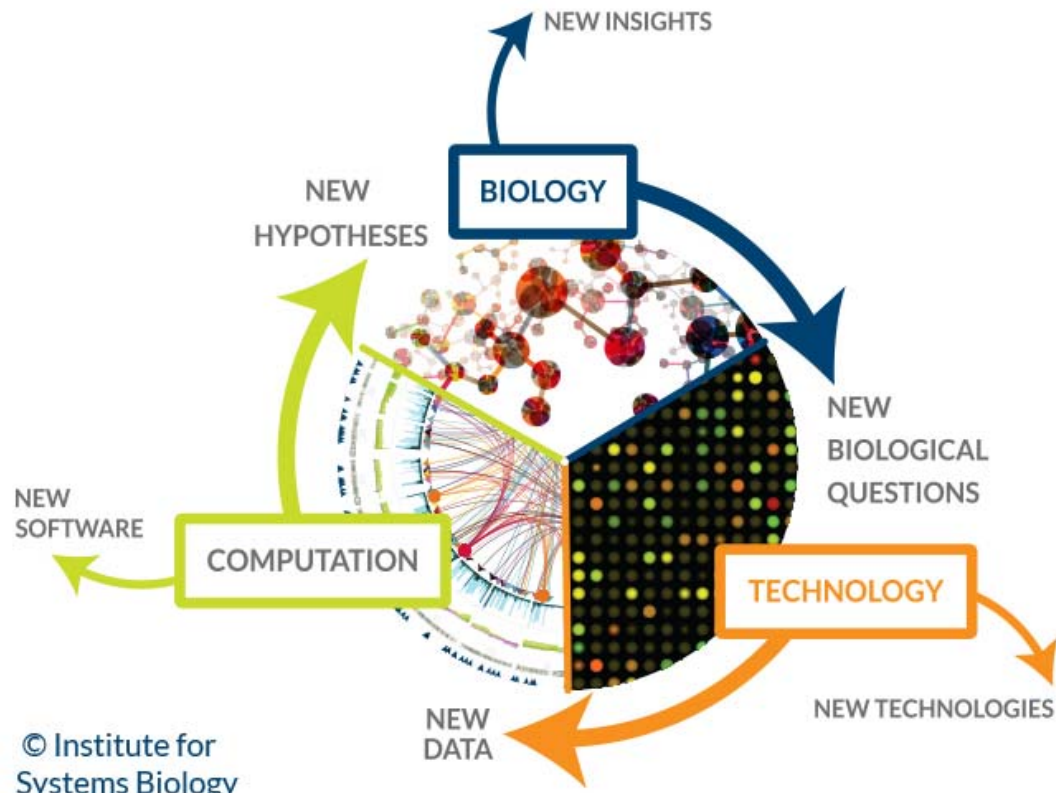 NEW INSIGHTS
BIOLOGY
NEW
HYPOTHESES
NEW
BIOLOGICAL
QUESTIONS
NEW
SOFTWARE
COMPUTATION
TECHNOLOGY
NEW
DATA
NEW TECHNOLOGIES
© Institute for
Systems Biology